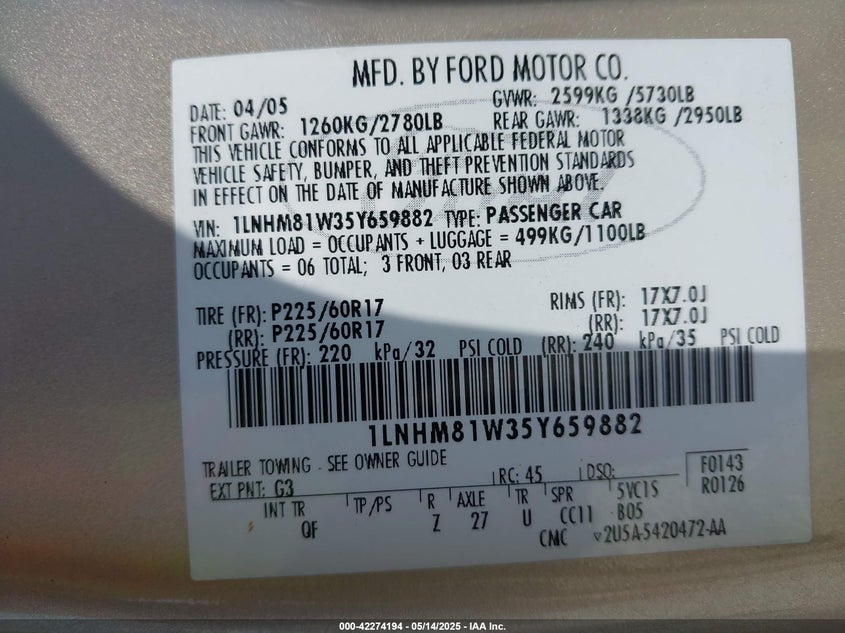 MFD. BY FORD MOTOR CO.
DATE: 04/05 GVWR: 2599KG /5730LB
FRONT GAWR: 1260KG/2780LB REAR GAWR: 1338KG /2950LB
THIS VEHICLE CONFORMS TO ALL APPLICABLE FEDERAL MOTOR
VEHICLE SAFETY, BUMPER, AND THEFT PREVENTION STANDARDS
IN EFFECT ON THE DATE OF MANUFACTURE SHOWN ABOVE.
VIN: 1LNHM81W35Y659882 TYPE: PASSENGER CAR
MAXIMUM LOAD = OCCUPANTS + LUGGAGE = 499KG/1100LB
OCCUPANTS = 06 TOTAL; 3 FRONT, 03 REAR
TIRE (FR): P225/60R17 RIMS (FR): 17X7.0J
(RR): P225/60R17 (RR): 17X7.0J
PRESSURE (FR): 220 kPa/32 PSI COLD (RR): 240 kPa/35 PSI COLD
1LNHM81W35Y659882
TRAILER TOWING - SEE OWNER GUIDE
EXT PNT: G3 RC: 45 DSO: F0143
R0126
INT TR TP/PS R AXLE TR SPR 5VC1S
QF Z 27 U CC11 B05
CMC 2U5A-5420472-AA
000-42274194 - 05/14/2025 - IAA Inc.